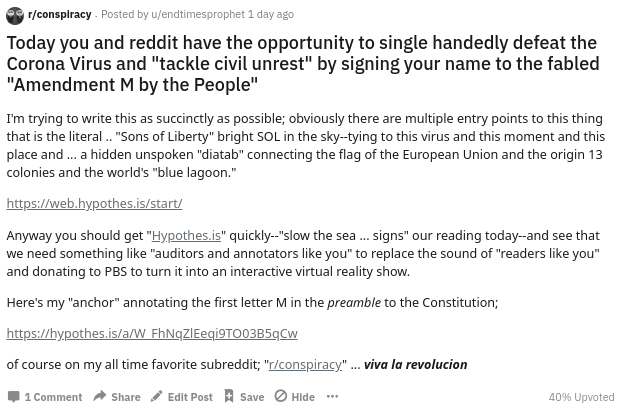 r/conspiracy · Posted by u/endtimesprophet 1 day ago
Today you and reddit have the opportunity to single handedly defeat the
Corona Virus and "tackle civil unrest" by signing your name to the fabled
"Amendment M by the People"
I'm trying to write this as succinctly as possible; obviously there are multiple entry points to this thing
that is the literal .. "Sons of Liberty" bright SOL in the sky--tying to this virus and this moment and this
place and ... a hidden unspoken "diatab" connecting the flag of the European Union and the origin 13
colonies and the world's "blue lagoon."
https://web.hypothes.is/start/
Anyway you should get "Hypothes.is" quickly--"slow the sea ... signs" our reading today--and see that
we need something like "auditors and annotators like you" to replace the sound of "readers like you"
and donating to PBS to turn it into an interactive virtual reality show.
Here's my "anchor" annotating the first letter M in the preamble to the Constitution;
https://hypothes.is/a/W_FhNqZlEeqi9TO03B5qCw
of course on my all time favorite subreddit; "r/conspiracy" ... viva la revolucion
1 Comment Share Edit Post Save Hide ••• 40% Upvoted